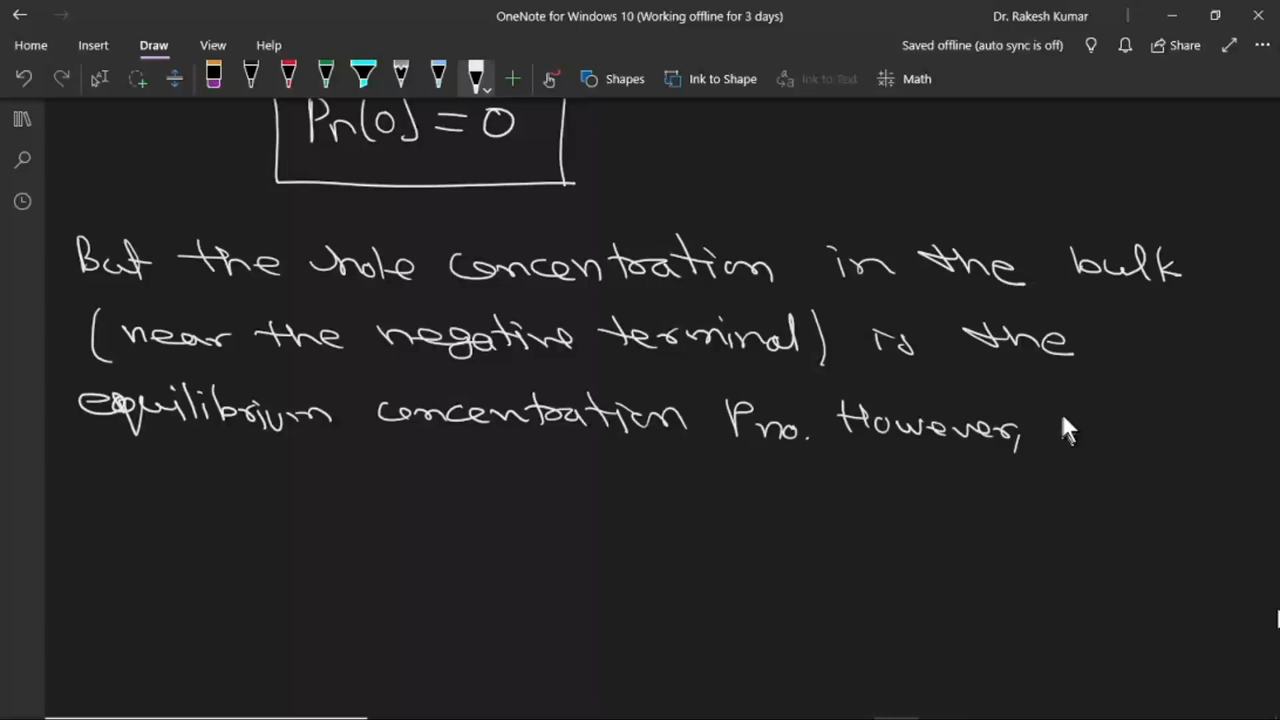 OneNote for Windows 10 (Working offline for 3 days)
Dr. Rakesh Kumar
Home Insert Draw View Help
Saved offline (auto sync is off) Share
Shapes Ink to Shape Ink to Text Math
Pn(0) = 0
But the hole concentration in the bulk
(near the negative terminal) is the
equilibrium concentration Pno. However,